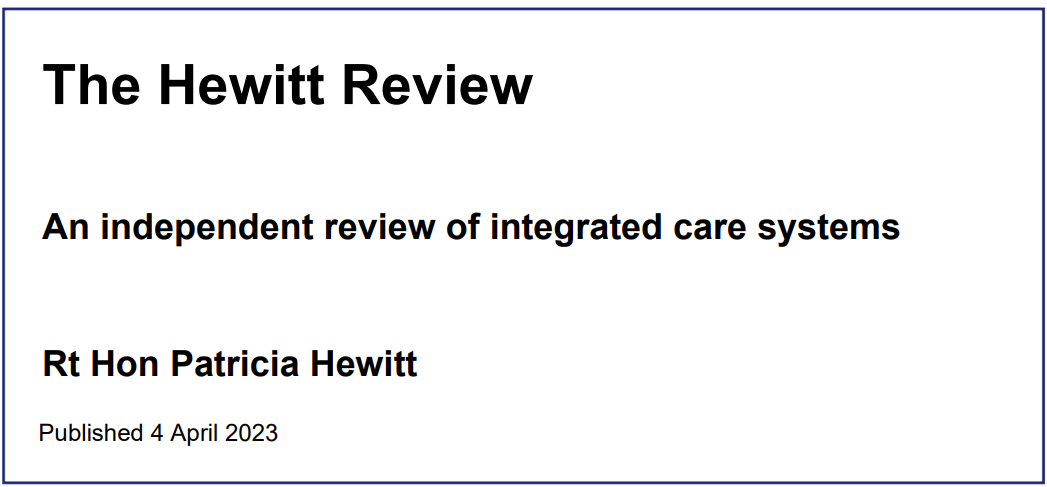 The Hewitt Review
An independent review of integrated care systems
Rt Hon Patricia Hewitt
Published 4 April 2023